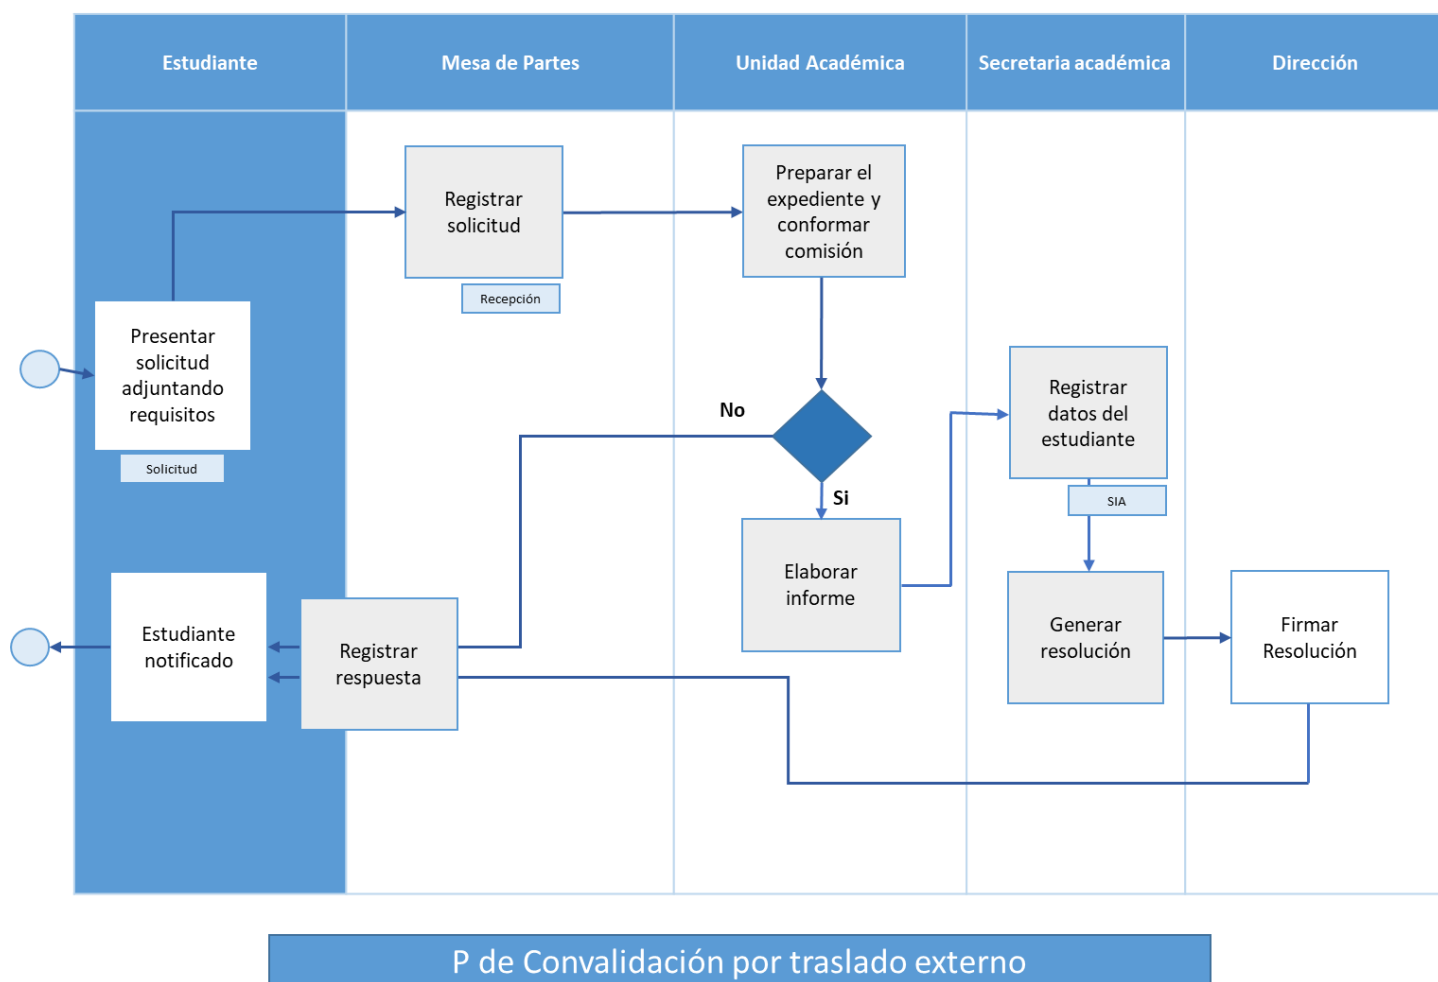 Estudiante
Mesa de Partes
Unidad Académica
Secretaria académica
Dirección
Registrar
solicitud
Recepción
Preparar el
expediente y
conformar
comisión
Presentar
solicitud
adjuntando
requisitos
Solicitud
No
Si
Registrar
datos del
estudiante
SIA
Elaborar
informe
Estudiante
notificado
Registrar
respuesta
Generar
resolución
Firmar
Resolución
P de Convalidación por traslado externo